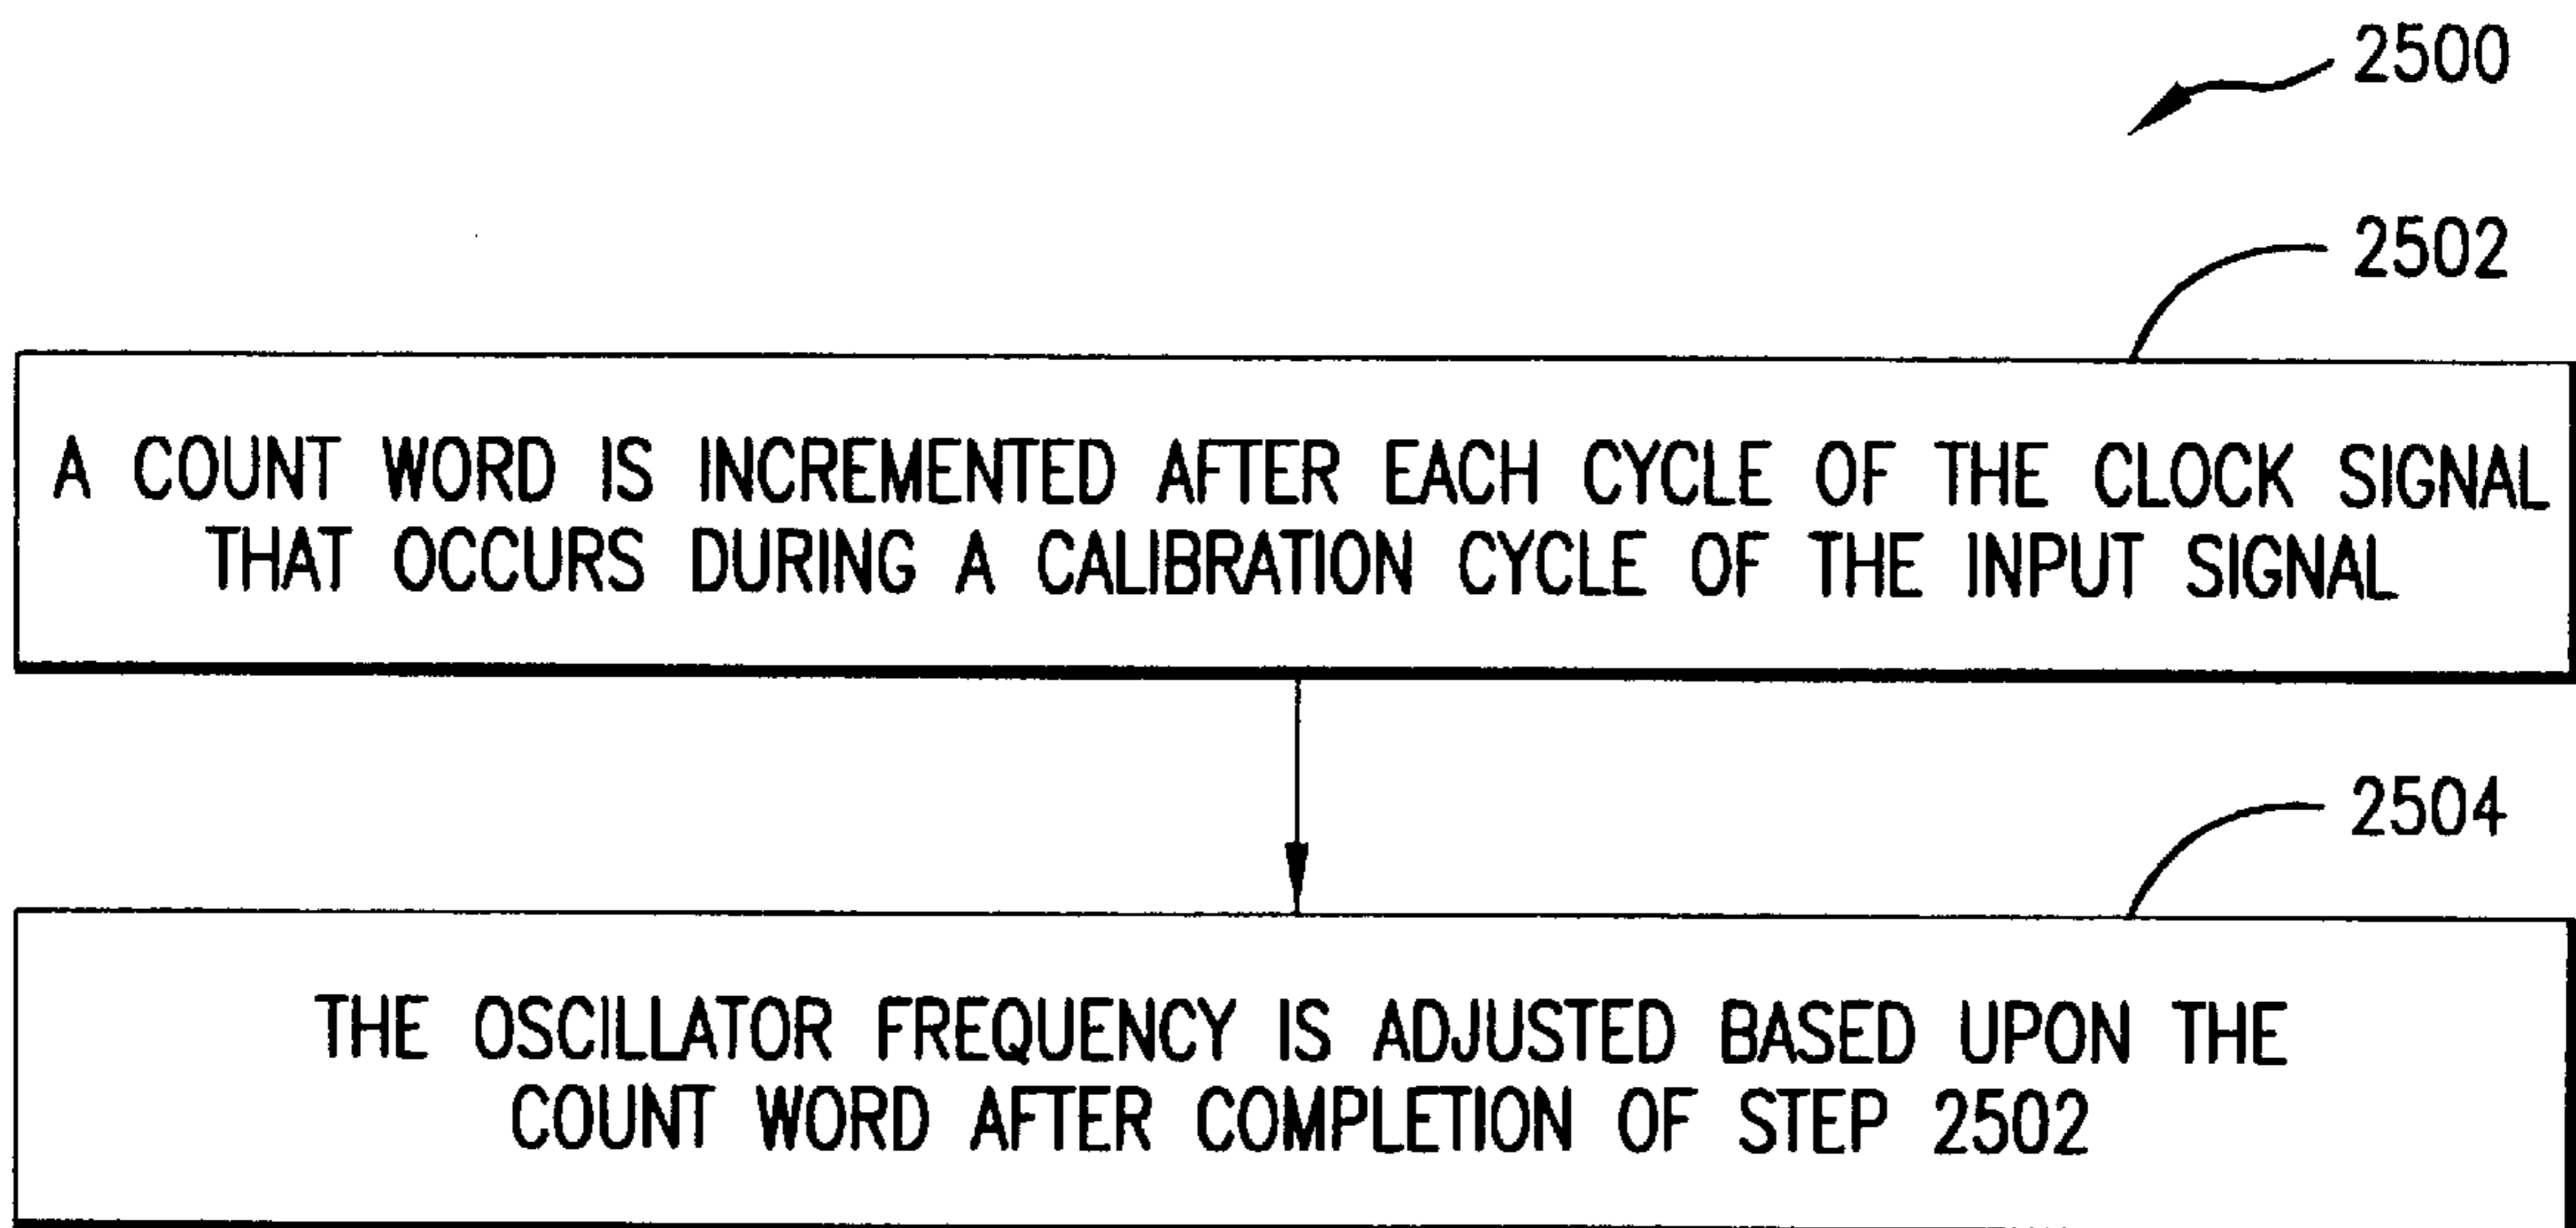 2500
2502
A COUNT WORD IS INCREMENTED AFTER EACH CYCLE OF THE CLOCK SIGNAL
THAT OCCURS DURING A CALIBRATION CYCLE OF THE INPUT SIGNAL
2504
THE OSCILLATOR FREQUENCY IS ADJUSTED BASED UPON THE
COUNT WORD AFTER COMPLETION OF STEP 2502